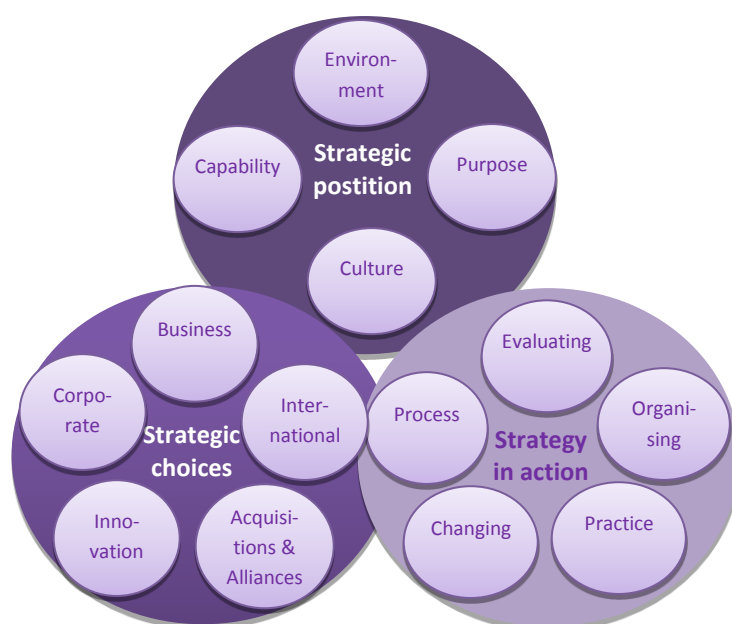 Environ-
ment
Capability
Strategic
postition
Purpose
Culture
Business
Corpo-
rate
Inter-
national
Strategic
choices
Inno-
vation
Acquisi-
tions &
Alliances
Evaluating
Process
Organi-
sing
Strategy
in action
Changing
Practice